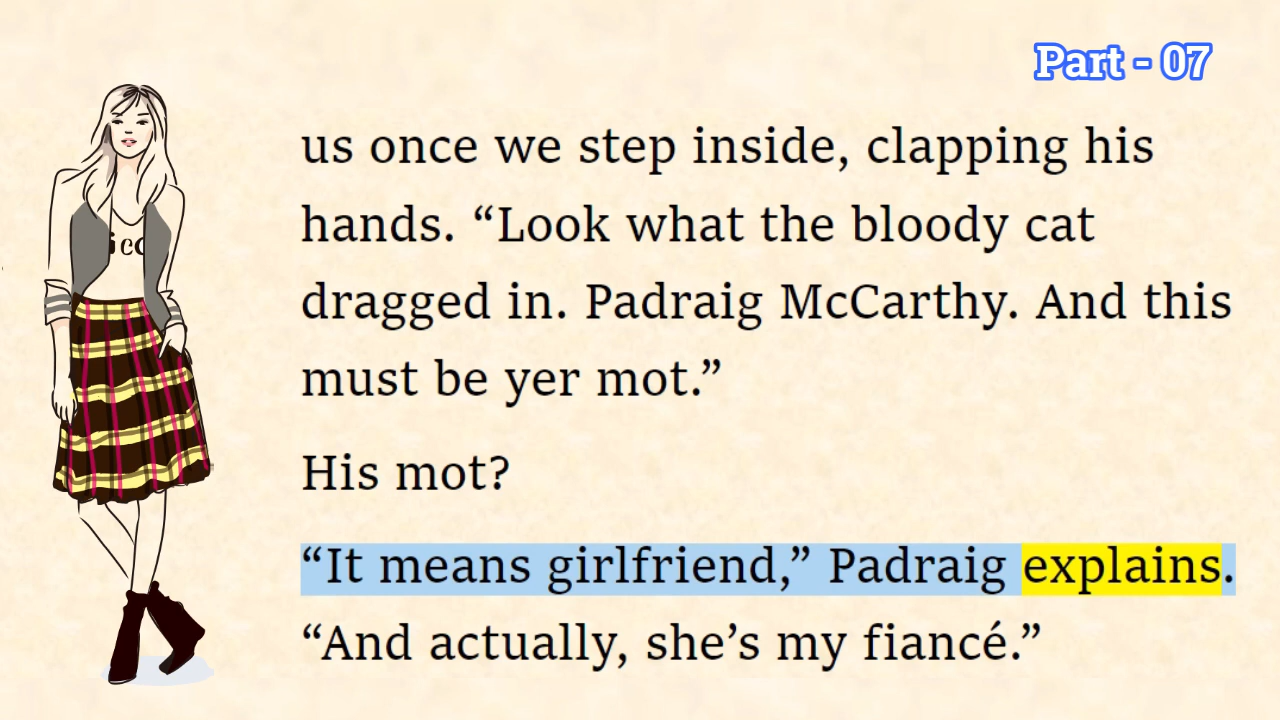 Part - 07
us once we step inside, clapping his
hands. “Look what the bloody cat
dragged in. Padraig McCarthy. And this
must be yer mot.”
His mot?
“It means girlfriend,” Padraig explains.
“And actually, she’s my fiancé.”